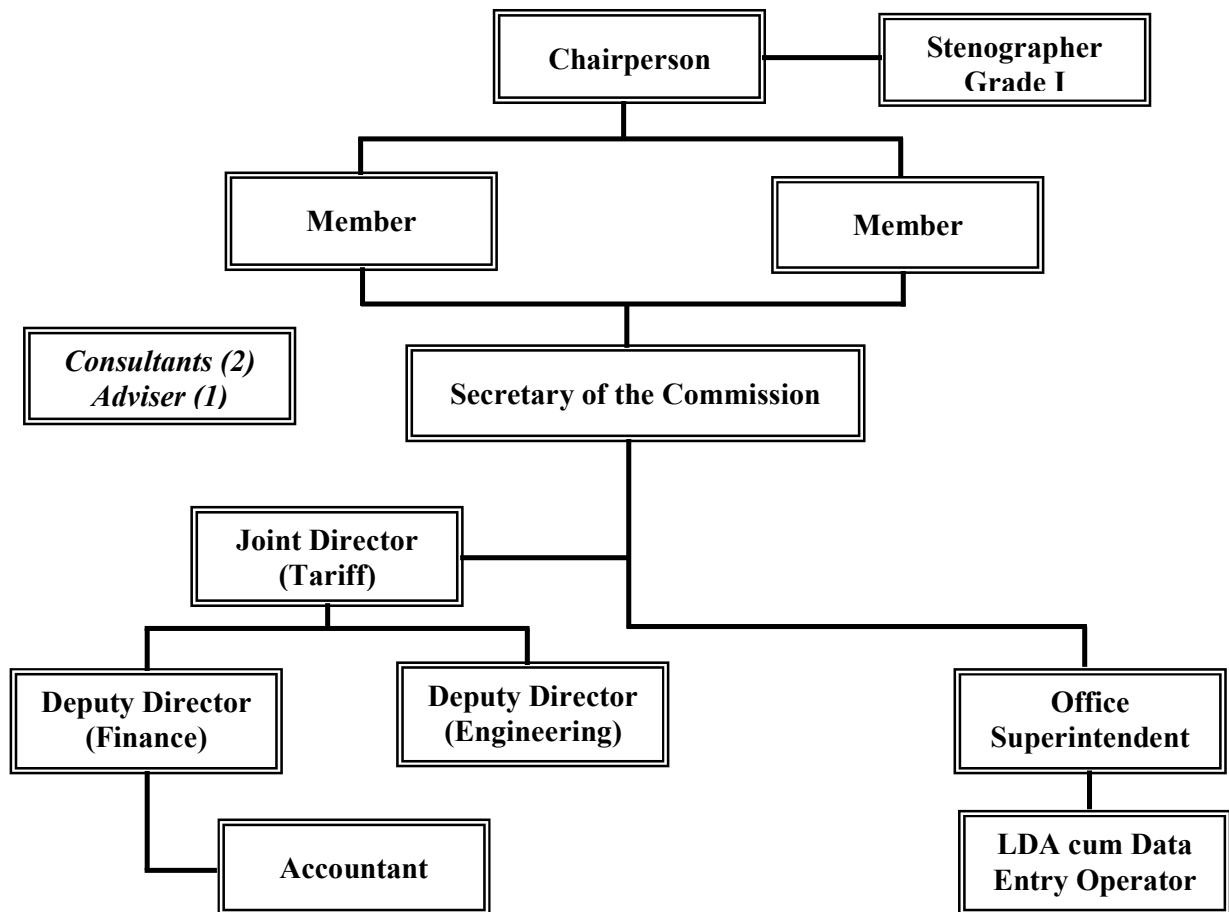 Chairperson
Stenographer
Grade I
Member
Member
Consultants (2)
Adviser (1)
Secretary of the Commission
Joint Director
(Tariff)
Deputy Director
(Finance)
Deputy Director
(Engineering)
Office
Superintendent
Accountant
LDA cum Data
Entry Operator